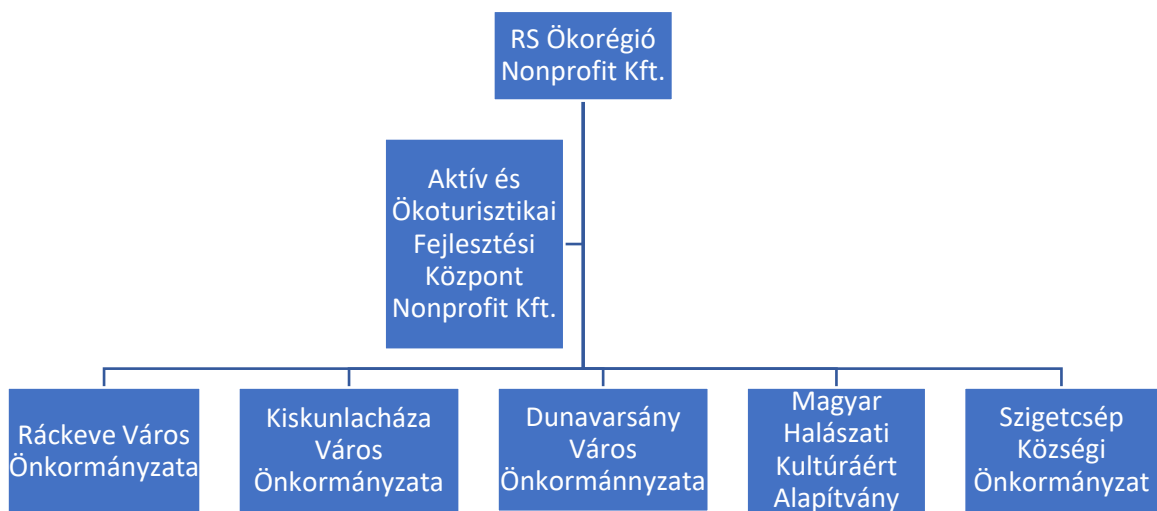 RS Ökorégió
Nonprofit Kft.
Aktív és
Ökoturisztikai
Fejlesztési
Központ
Nonprofit Kft.
Ráckeve Város
Önkormányzata
Kiskunlacháza
Város
Önkormányzata
Dunavarsány
Város
Önkormánnyzata
Magyar
Halászati
Kultúráért
Alapítvány
Szigetcsép
Községi
Önkormányzat